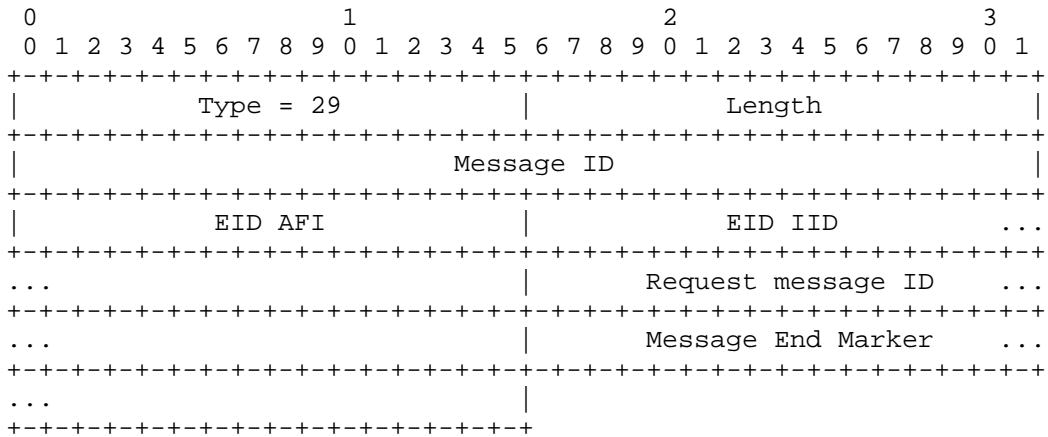 0                   1                   2                   3
 0 1 2 3 4 5 6 7 8 9 0 1 2 3 4 5 6 7 8 9 0 1 2 3 4 5 6 7 8 9 0 1
+-+-+-+-+-+-+-+-+-+-+-+-+-+-+-+-+-+-+-+-+-+-+-+-+-+-+-+-+-+-+-+-+
|           Type = 29           |            Length             |
+-+-+-+-+-+-+-+-+-+-+-+-+-+-+-+-+-+-+-+-+-+-+-+-+-+-+-+-+-+-+-+-+
|                           Message ID                          |
+-+-+-+-+-+-+-+-+-+-+-+-+-+-+-+-+-+-+-+-+-+-+-+-+-+-+-+-+-+-+-+-+
|            EID AFI            |            EID IID          ...
+-+-+-+-+-+-+-+-+-+-+-+-+-+-+-+-+-+-+-+-+-+-+-+-+-+-+-+-+-+-+-+-+
...                             |       Request message ID    ...
+-+-+-+-+-+-+-+-+-+-+-+-+-+-+-+-+-+-+-+-+-+-+-+-+-+-+-+-+-+-+-+-+
...                             |       Message End Marker    ...
+-+-+-+-+-+-+-+-+-+-+-+-+-+-+-+-+-+-+-+-+-+-+-+-+-+-+-+-+-+-+-+-+
...                             |
+-+-+-+-+-+-+-+-+-+-+-+-+-+-+-+-+